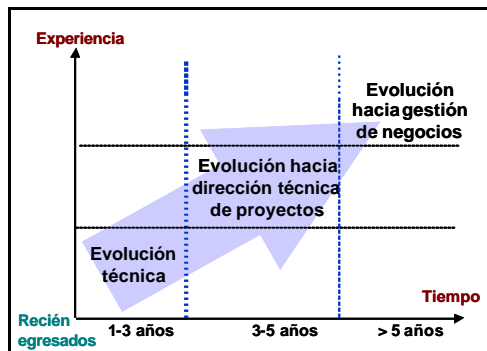 Experiencia
Evolución
hacia gestión
de negocios
Evolución hacia
dirección técnica
de proyectos
Evolución
técnica
Tiempo
Recién
egresados
1-3 años
3-5 años
> 5 años